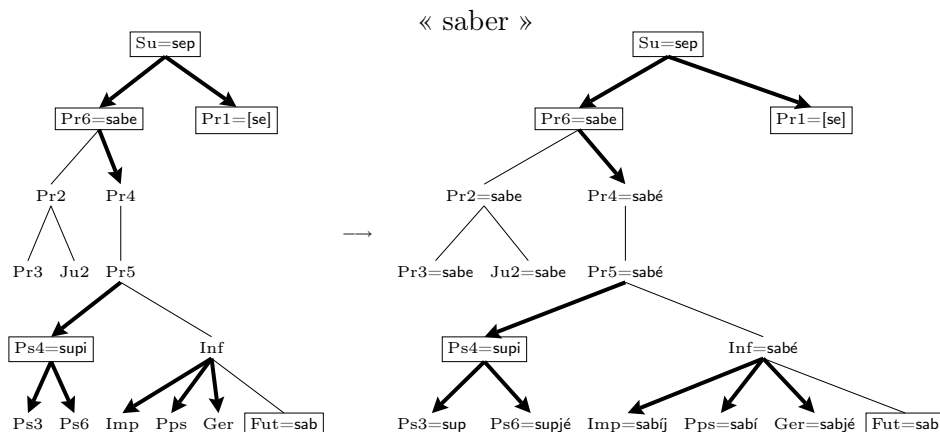 « saber »
Su=sep Su=sep
Pr6=sabe Pr1=[se] Pr6=sabe Pr1=[se]
Pr2 Pr4 Pr2=sabe Pr4=sabé
⟶
Pr3 Ju2 Pr5 Pr3=sabe Ju2=sabe Pr5=sabé
Ps4=supi Inf Ps4=supi Inf=sabé
Ps3 Ps6 Imp Pps Ger Fut=sab Ps3=sup Ps6=supjé Imp=sabíj Pps=sabí Ger=sabjé Fut=sab